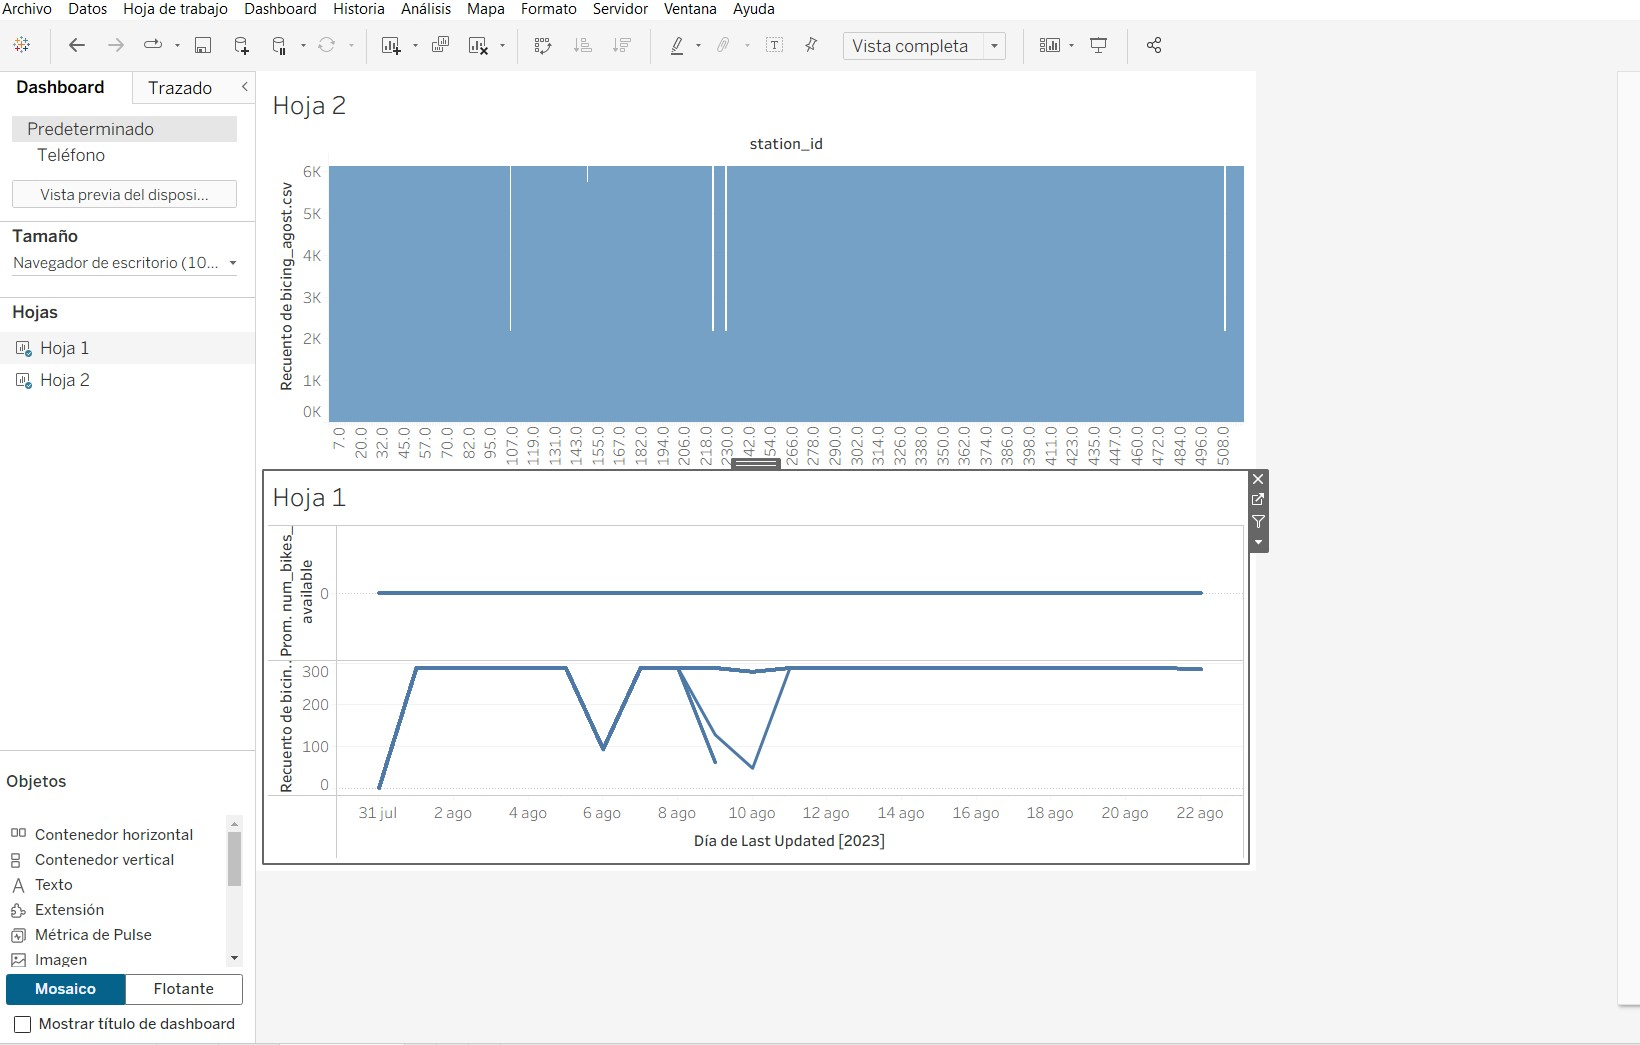 Archivo Datos Hoja de trabajo Dashboard Historia Análisis Mapa Formato Servidor Ventana Ayuda
Vista completa
Dashboard Trazado
Predeterminado
Teléfono
Vista previa del disposi...
Tamaño
Navegador de escritorio (10...
Hojas
Hoja 1
Hoja 2
Objetos
Contenedor horizontal
Contenedor vertical
A Texto
Extensión
Métrica de Pulse
Imagen
Mosaico Flotante
Mostrar título de dashboard
Hoja 2
station_id
Recuento de bicing_agost.csv
6K
5K
4K
3K
2K
1K
0K
7.0 20.0 32.0 45.0 57.0 70.0 82.0 95.0 107.0 119.0 131.0 143.0 155.0 167.0 182.0 194.0 206.0 218.0 230.0 42.0 54.0 266.0 278.0 290.0 302.0 314.0 326.0 338.0 350.0 362.0 374.0 386.0 398.0 411.0 423.0 435.0 447.0 460.0 472.0 484.0 496.0 508.0
Hoja 1
Prom. num_bikes_
available
0
Recuento de bicin..
300
200
100
0
31 jul 2 ago 4 ago 6 ago 8 ago 10 ago 12 ago 14 ago 16 ago 18 ago 20 ago 22 ago
Día de Last Updated [2023]